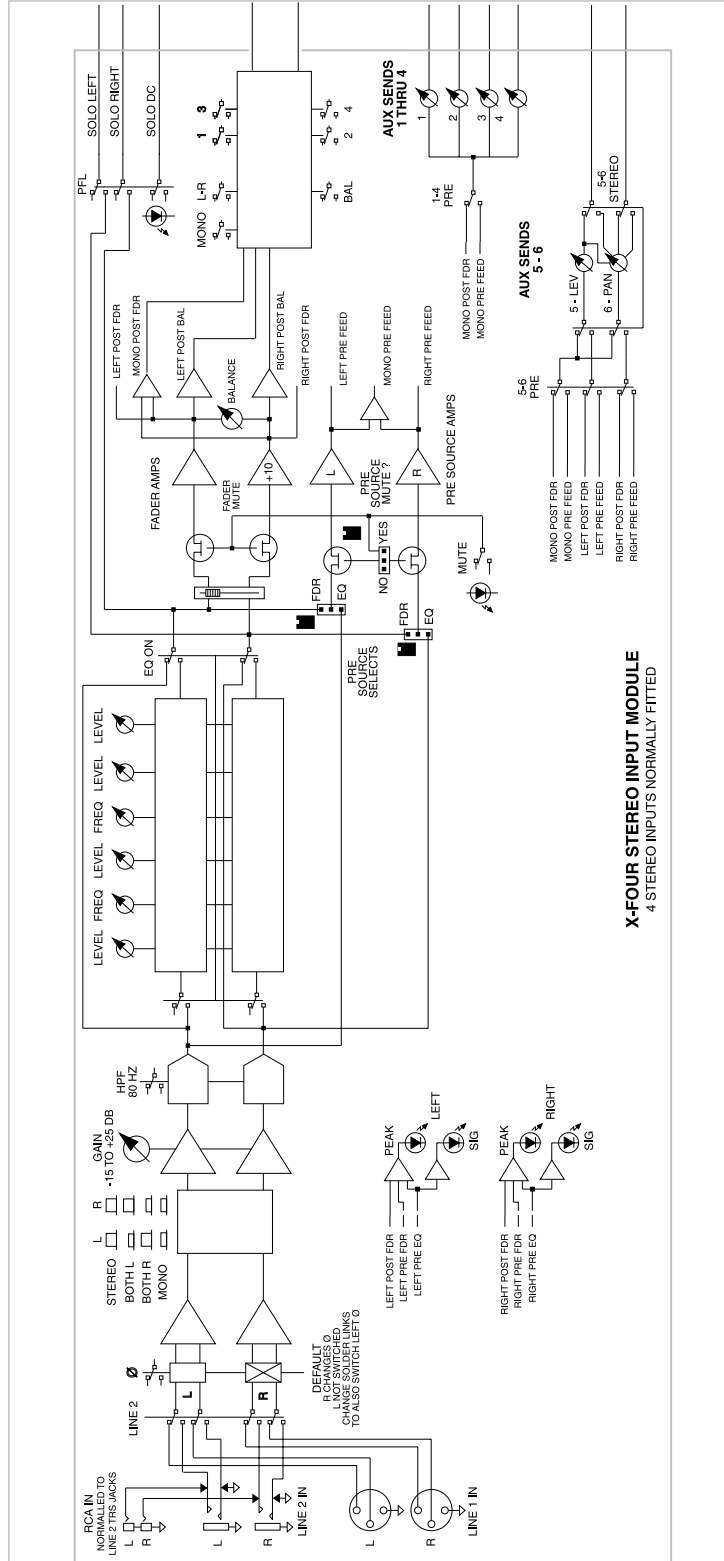 RCA IN
NORMALLED TO
LINE 2 TRS JACKS
L
R
L
R
LINE 2 IN
L
R
LINE 1 IN
LINE 2
Ø
L
R
DEFAULT
R CHANGES Ø
L NOT SWITCHED
CHANGE SOLDER LINKS
TO ALSO SWITCH LEFT Ø
L R
STEREO
BOTH L
BOTH R
MONO
GAIN
-15 TO +25 DB
HPF
80 HZ
LEVEL
FREQ
LEVEL
FREQ
LEVEL
LEVEL
EQ ON
LEFT POST FDR
LEFT PRE FDR
LEFT PRE EQ
PEAK
LEFT
SIG
RIGHT POST FDR
RIGHT PRE FDR
RIGHT PRE EQ
PEAK
RIGHT
SIG
PRE
SOURCE
SELECTS
FDR
EQ
FDR
EQ
NO
YES
PRE
SOURCE
MUTE ?
MUTE
FADER AMPS
FADER
MUTE
+10
L
R
PRE SOURCE AMPS
BALANCE
LEFT POST FDR
MONO POST FDR
LEFT POST BAL
RIGHT POST BAL
RIGHT POST FDR
LEFT PRE FEED
MONO PRE FEED
RIGHT PRE FEED
PFL
SOLO LEFT
SOLO RIGHT
SOLO DC
MONO
L-R
1
3
BAL
2
4
AUX SENDS
1 THRU 4
1
2
3
4
1-4
PRE
MONO POST FDR
MONO PRE FEED
AUX SENDS
5 - 6
5 - LEV
6 - PAN
5-6
STEREO
5-6
PRE
MONO POST FDR
MONO PRE FEED
LEFT POST FDR
LEFT PRE FEED
RIGHT POST FDR
RIGHT PRE FEED
X-FOUR STEREO INPUT MODULE
4 STEREO INPUTS NORMALLY FITTED